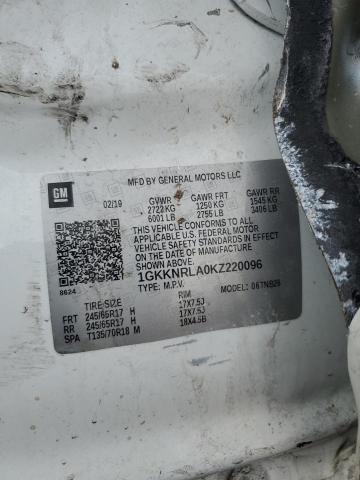 GM
MFD BY GENERAL MOTORS LLC
02/19 GVWR GAWR FRT GAWR RR
2722 KG 1250 KG 1545 KG
6001 LB 2755 LB 3406 LB
THIS VEHICLE CONFORMS TO ALL
APPLICABLE U.S. FEDERAL MOTOR
VEHICLE SAFETY STANDARDS IN EFFECT
ON THE DATE OF MANUFACTURE
SHOWN ABOVE.
1GKKNRLA0KZ220096
8624 TYPE: M.P.V. MODEL: 06TNB26
TIRE SIZE RIM
FRT 245/65R17 H 17X7.5J
RR 245/65R17 H 17X7.5J
SPA T135/70R18 M 18X4.5B